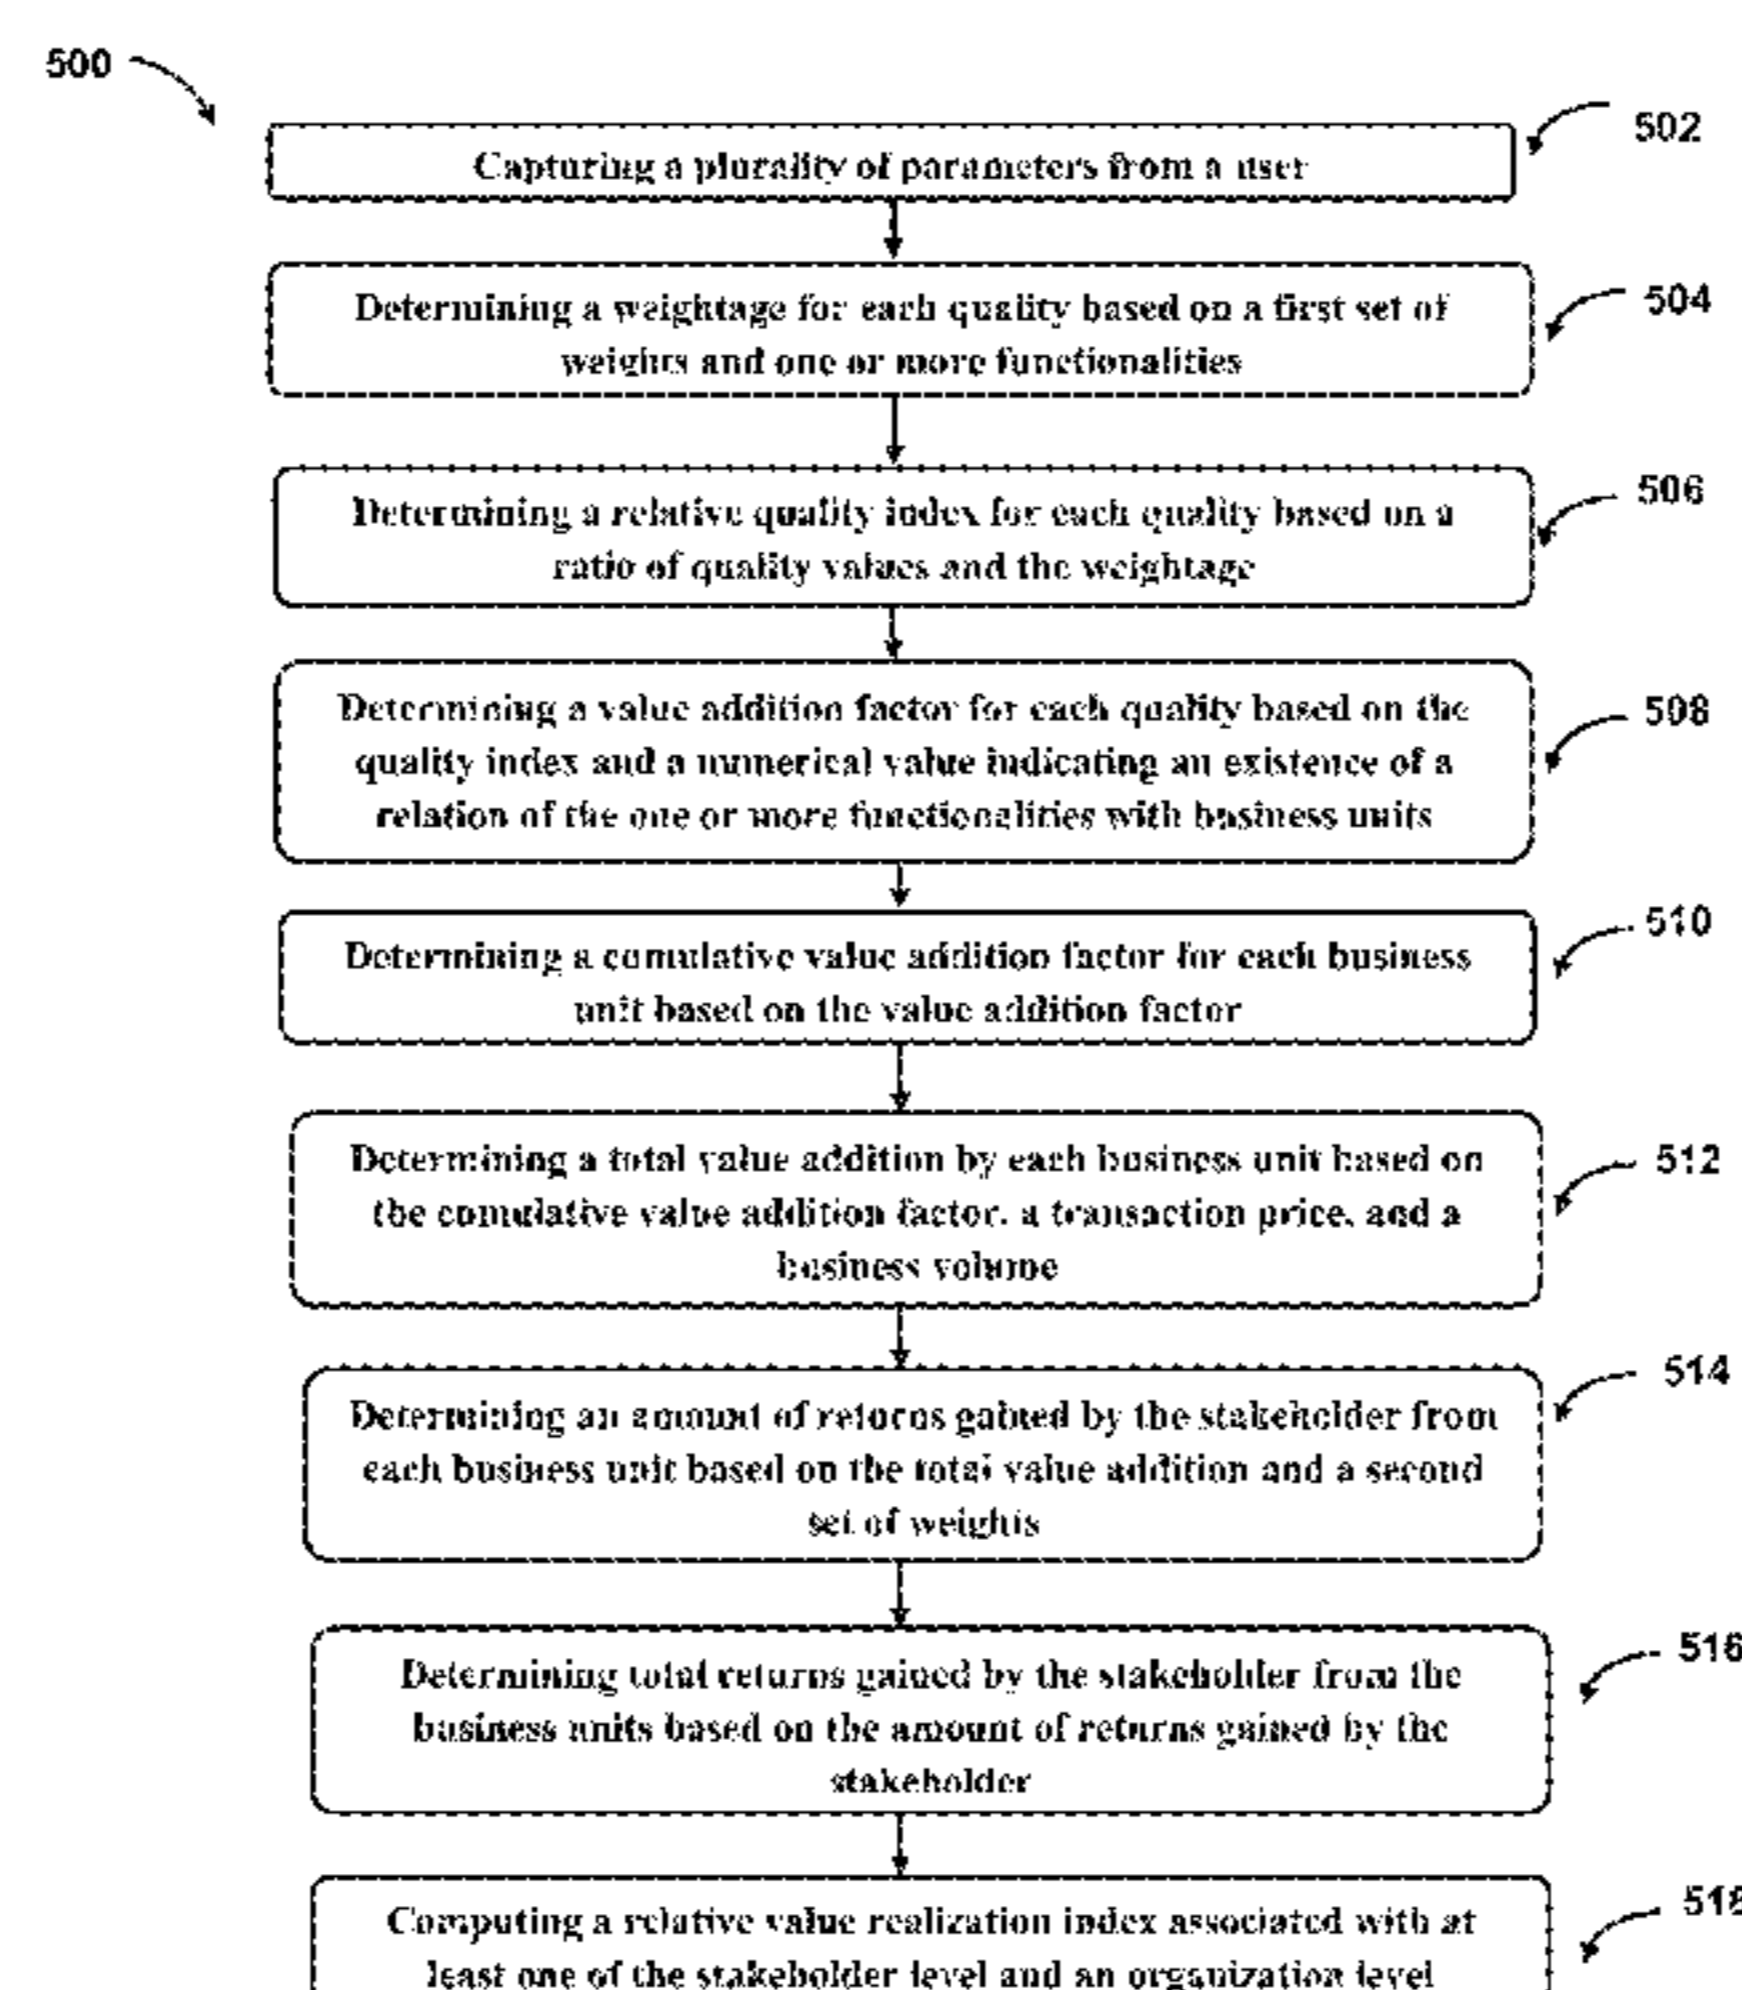 500
502
Capturing a plurality of parameters from a user
504
Determining a weightage for each quality based on a first set of
weights and one or more functionalities
506
Determining a relative quality index for each quality based on a
ratio of quality values and the weightage
508
Determining a value addition factor for each quality based on the
quality index and a numerical value indicating an existence of a
relation of the one or more functionalities with business units
510
Determining a cumulative value addition factor for each business
unit based on the value addition factor
512
Determining a total value addition by each business unit based on
the cumulative value addition factor, a transaction price, and a
business volume
514
Determining an amount of returns gained by the stakeholder from
each business unit based on the total value addition and a second
set of weights
516
Determining total returns gained by the stakeholder from the
business units based on the amount of returns gained by the
stakeholder
Computing a relative value realization index associated with at
least one of the stakeholder level and an organization level